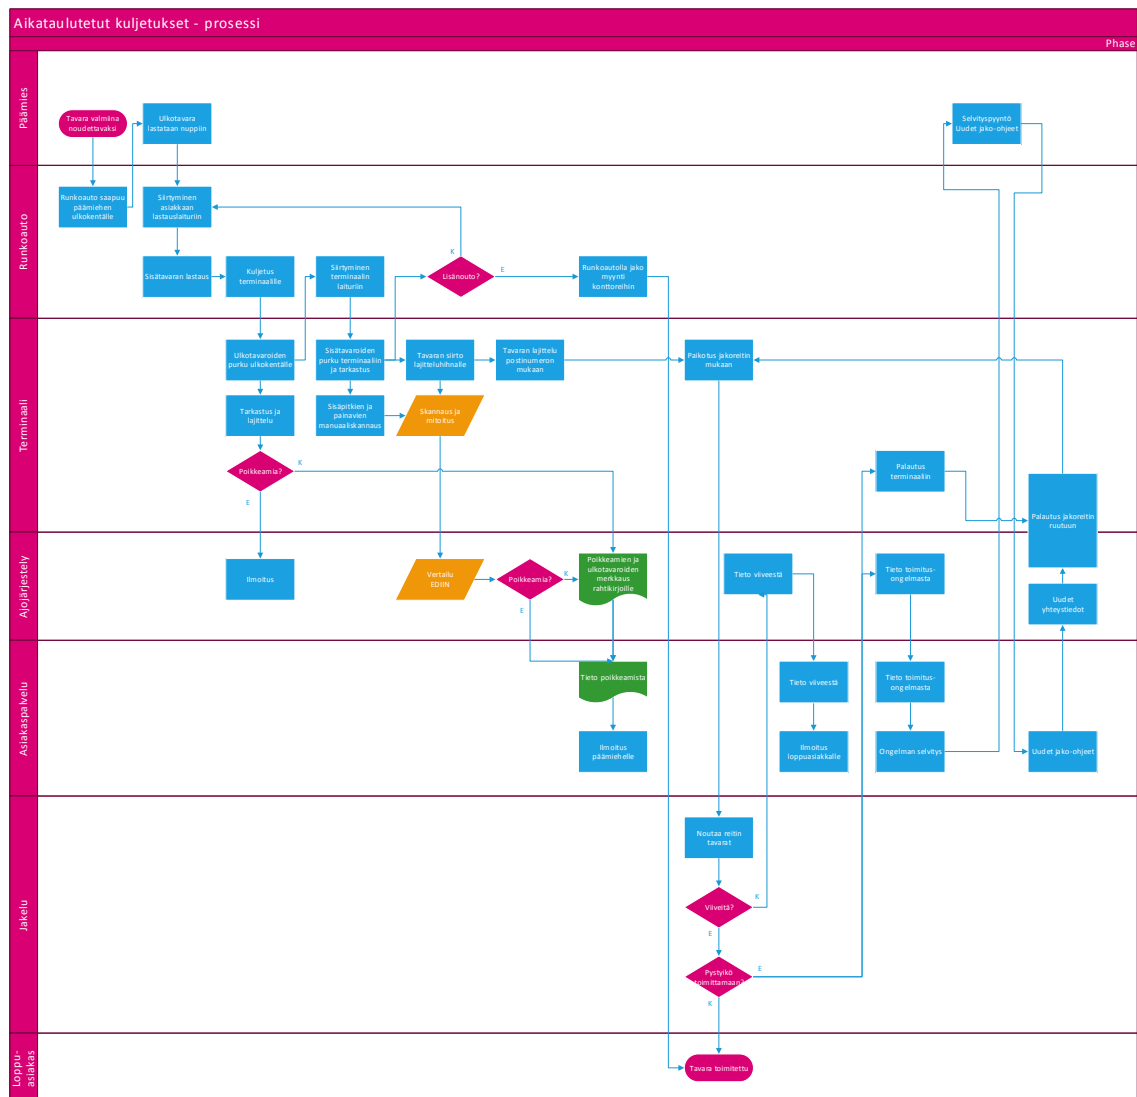 Aikataulutetut kuljetukset - prosessi
Phase
Päämies
Tavara valmiina
noudettavaksi
Ulkotavara
lastataan nuppiin
Selvityspyyntö
Uudet jako-ohjeet
Runkoauto
Runkoauto saapuu
päämiehen
ulkokentälle
Siirtyminen
asiakkaan
lastauslaituriin
K
Sisätavaran lastaus
Kuljetus
terminaalille
Siirtyminen
terminaalin
laituriin
Lisänouto?
E
Runkoautolla jako
myynti
konttoreihin
Terminaali
Ulkotavaroiden
purku ulkokentälle
Sisätavaroiden
purku terminaaliin
ja tarkastus
Tavaran siirto
lajitteluhihnalle
Tavaran lajittelu
postinumeron
mukaan
Paikotus jakoreitin
mukaan
Tarkastus ja
lajittelu
Sisäpitkien ja
painavien
manuaaliskannaus
Skannaus ja
mitoitus
Poikkeamia?
K
E
Palautus
terminaaliin
Palautus jakoreitin
ruutuun
Ajojärjestely
Ilmoitus
Vertailu
EDIIN
Poikkeamia?
K
E
Poikkeamien ja
ulkotavaroiden
merkkaus
rahtikirjoille
Tieto viiveestä
Tieto toimitus-
ongelmasta
Uudet
yhteystiedot
Asiakaspalvelu
Tieto poikkeamista
Tieto viiveestä
Tieto toimitus-
ongelmasta
Ilmoitus
päämiehelle
Ilmoitus
loppuasiakkalle
Ongelman selvitys
Uudet jako-ohjeet
Jakelu
Noutaa reitin
tavarat
Viiveitä?
K
E
Pystyikö
toimittamaan?
E
K
Loppu-
asiakas
Tavara toimitettu